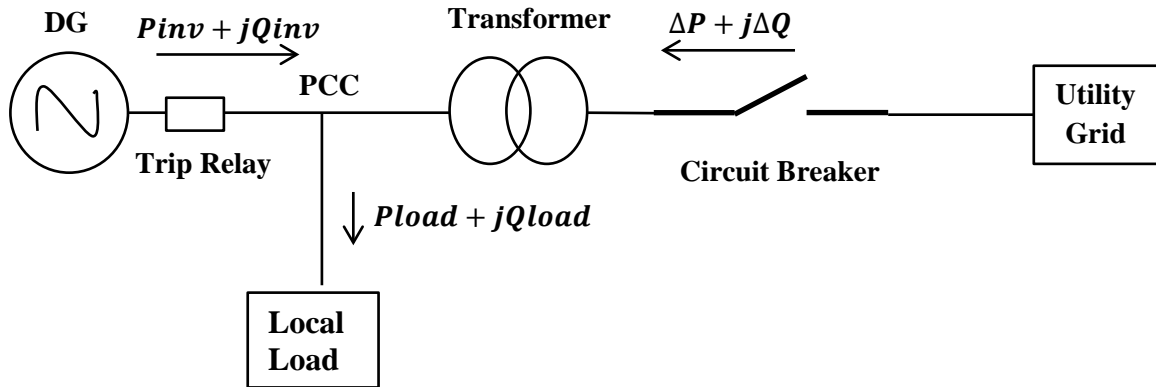 DG
Pinv + jQinv
Transformer
ΔP + jΔQ
PCC
Utility
Grid
Trip Relay
Circuit Breaker
Pload + jQload
Local
Load